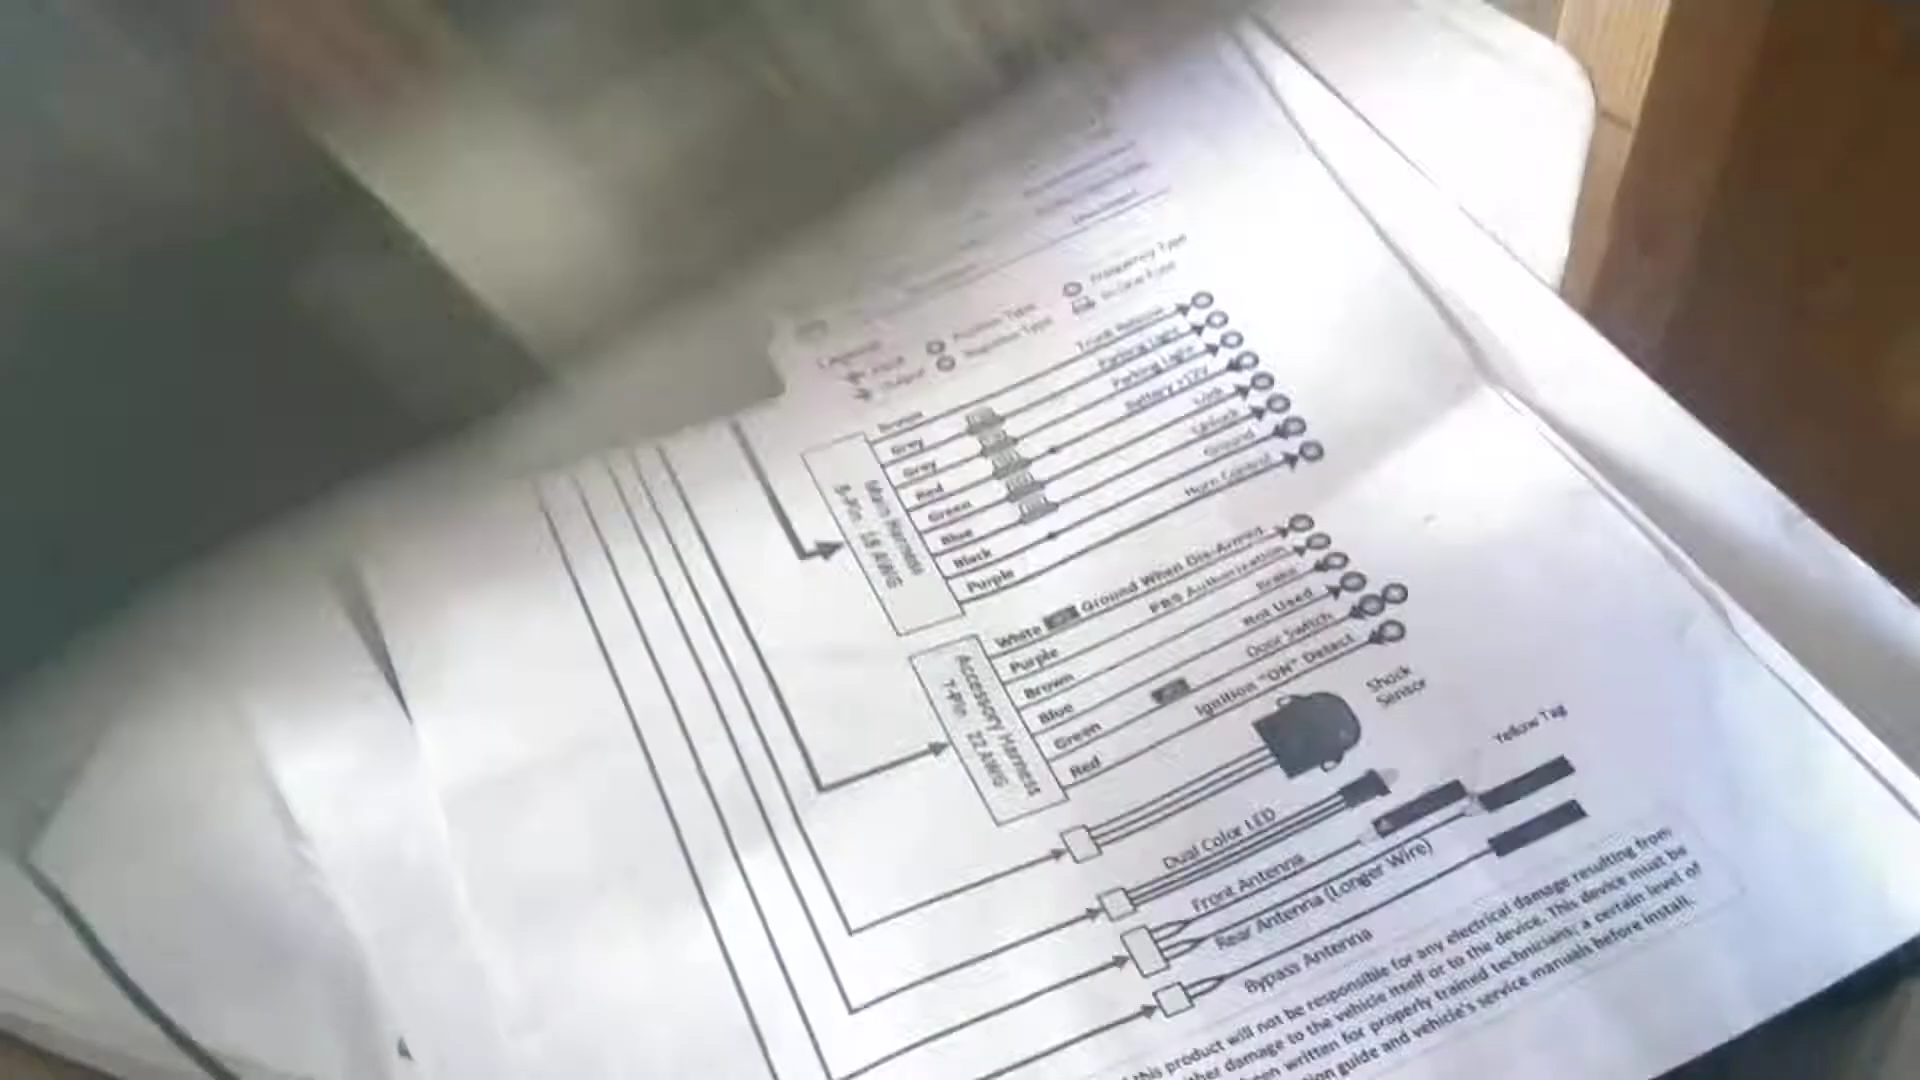 Frequency Type
Positive Type
Input
Negative Type
Output
Trunk Release
Parking Light
Parking Light
Battery +12V
Lock
Unlock
Ground
Horn Control
Brown
Grey
Grey
Red
Green
Blue
Black
Purple
Main Harness
8-Pin 18 AWG
White
Ground When Dis-Armed
Purple
PBS Authorization
Brown
Brake
Blue
Not Used
Green
Door Switch
Red
Ignition "ON" Detect
Accessory Harness
7-Pin 22 AWG
Shock
Sensor
Yellow Tag
Dual Color LED
Front Antenna
Rear Antenna (Longer Wire)
Bypass Antenna
this product will not be responsible for any electrical damage resulting from
damage to the vehicle itself or to the device. This device must be
been written for properly trained technicians; a certain level of
guide and vehicle's service manuals before install.